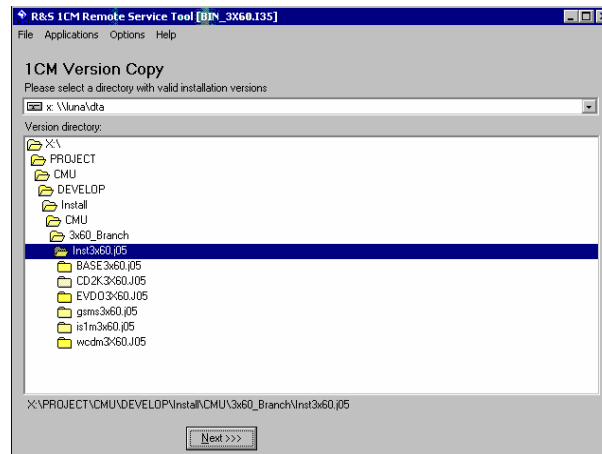 R&S 1CM Remote Service Tool [BIN_3X60.I35]
File Applications Options Help
1CM Version Copy
Please select a directory with valid installation versions
x: \\luna\dta
Version directory:
X:\
PROJECT
CMU
DEVELOP
Install
CMU
3x60_Branch
Inst3x60.j05
BASE3x60.j05
CD2K3X60.J05
EVDO3X60.J05
gsms3x60.j05
is1m3x60.j05
wcdm3X60.J05
X:\PROJECT\CMU\DEVELOP\Install\CMU\3x60_Branch\Inst3x60.j05
Next >>>